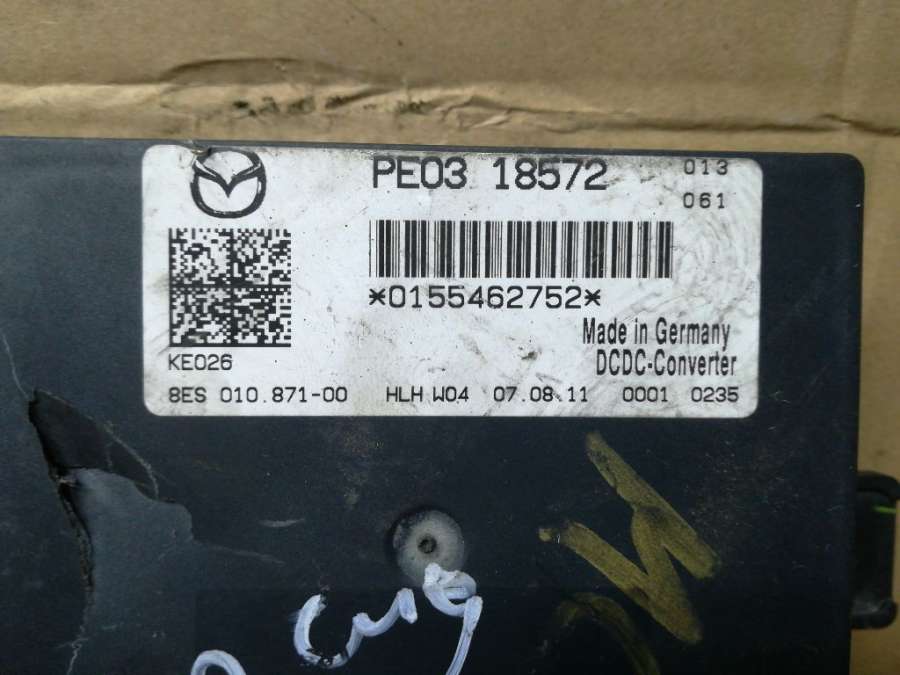 PE03 18572
013
061
*0155462752*
Made in Germany
DCDC-Converter
KE026
8ES 010.871-00 HLH W04 07.08.11 0001 0235